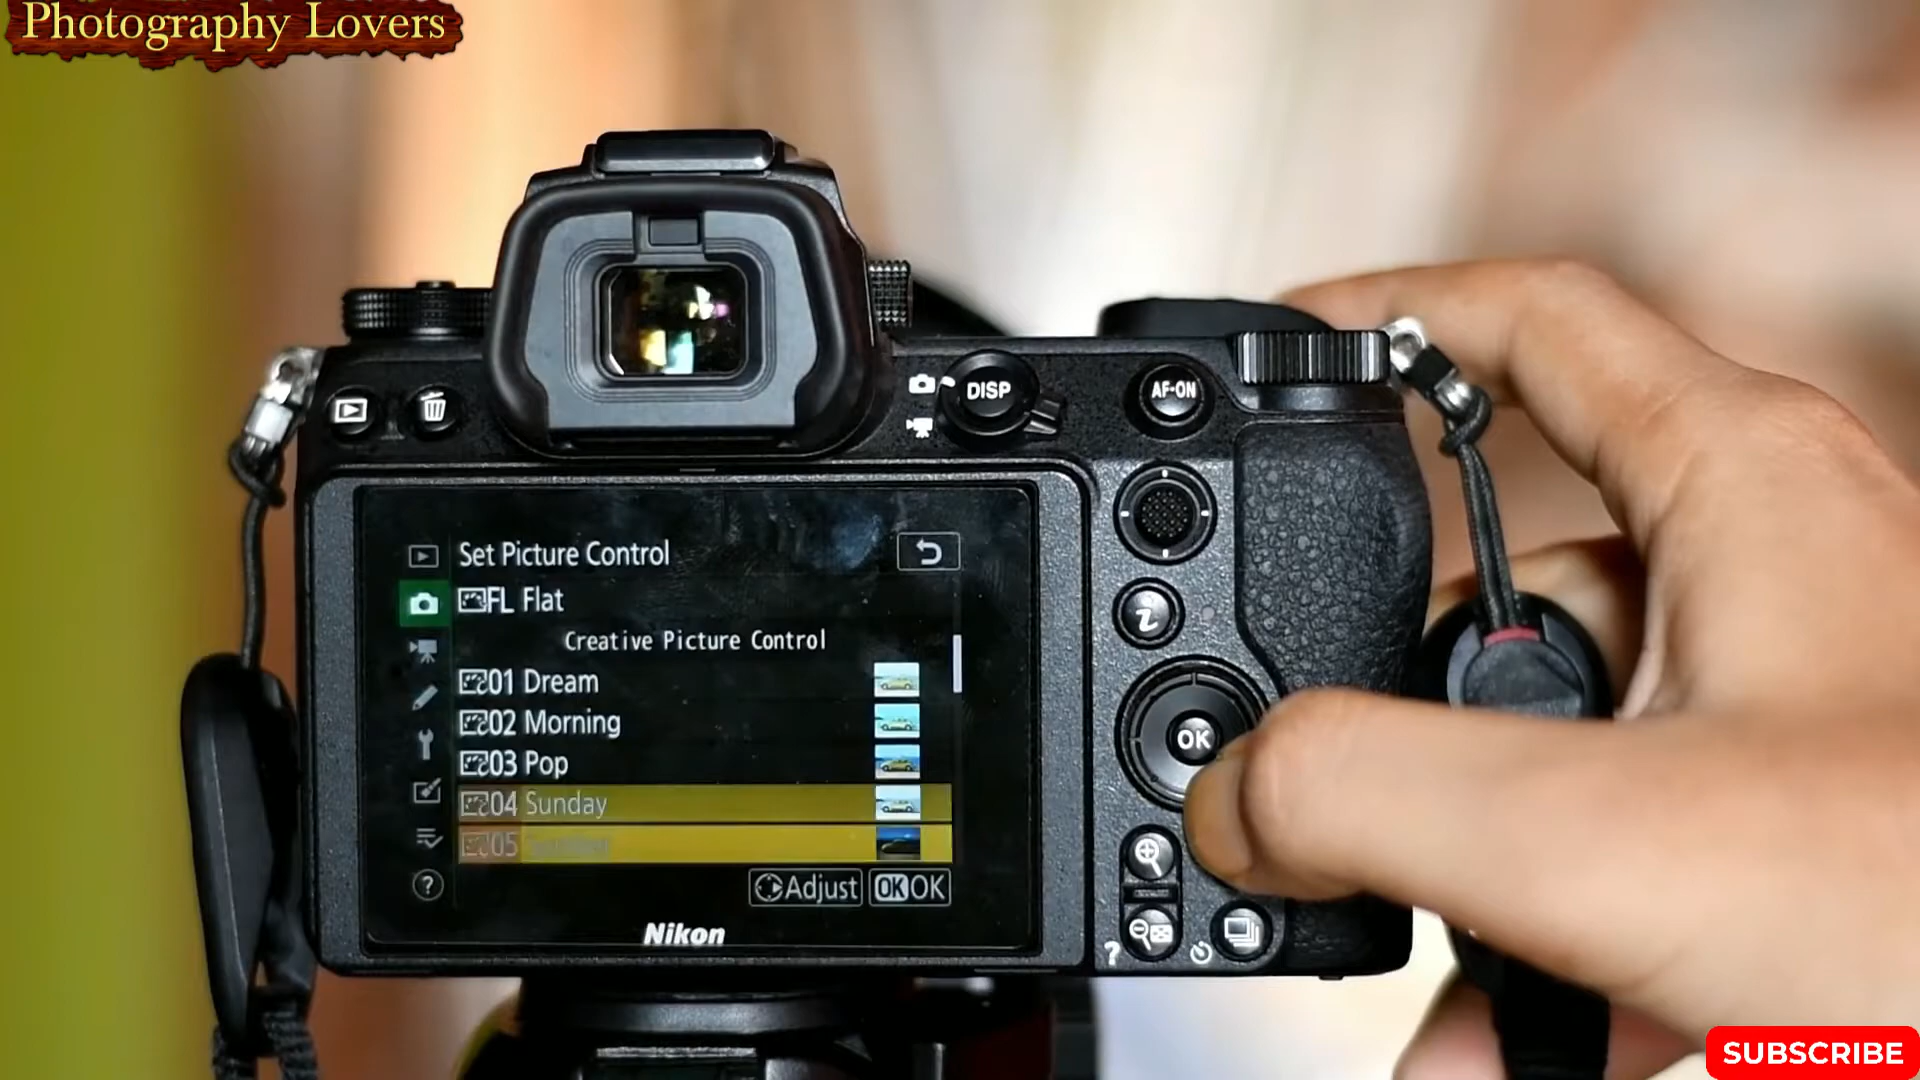 Photography Lovers
DISP
AF-ON
Set Picture Control
FL Flat
Creative Picture Control
01 Dream
02 Morning
03 Pop
04 Sunday
05
Adjust OK OK
Nikon
i
OK
?
?
SUBSCRIBE